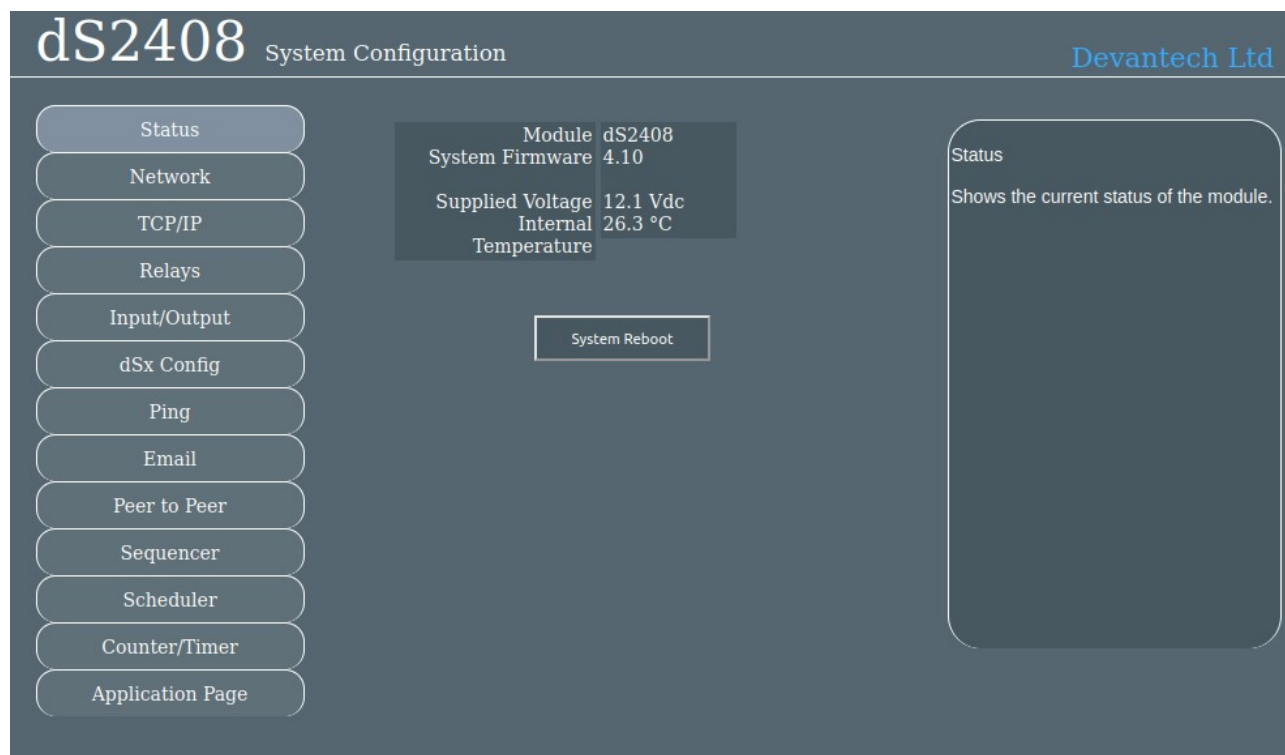 dS2408 System Configuration
Devantech Ltd
Status
Network
TCP/IP
Relays
Input/Output
dSx Config
Ping
Email
Peer to Peer
Sequencer
Scheduler
Counter/Timer
Application Page
Module dS2408
System Firmware 4.10
Supplied Voltage 12.1 Vdc
Internal 26.3 °C
Temperature
System Reboot
Status
Shows the current status of the module.